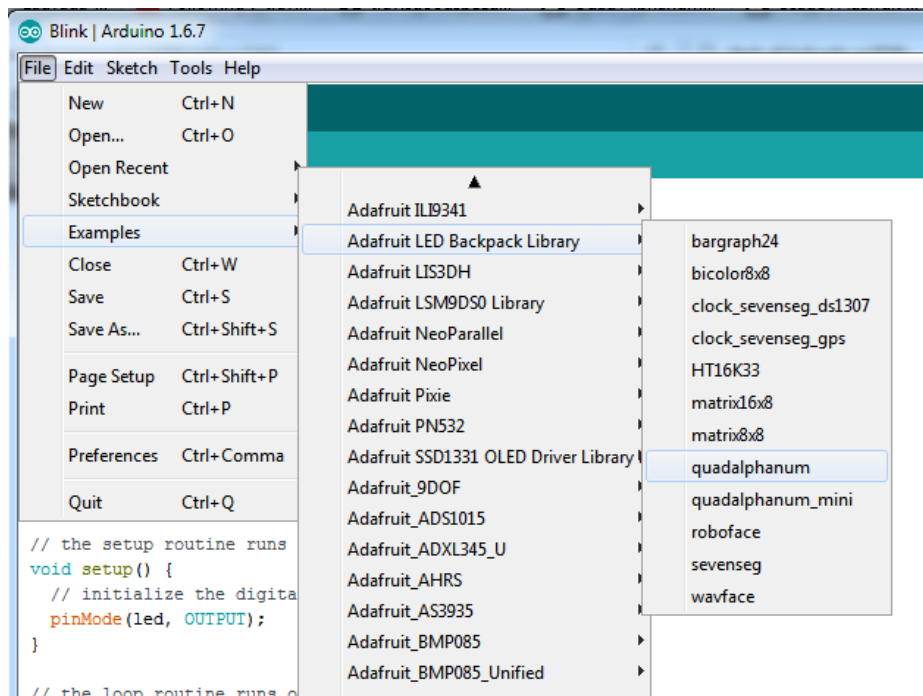 Blink | Arduino 1.6.7
File Edit Sketch Tools Help
New Ctrl+N
Open... Ctrl+O
Open Recent
Sketchbook
Examples
Close Ctrl+W
Save Ctrl+S
Save As... Ctrl+Shift+S
Page Setup Ctrl+Shift+P
Print Ctrl+P
Preferences Ctrl+Comma
Quit Ctrl+Q
Adafruit ILI9341
Adafruit LED Backpack Library
Adafruit LIS3DH
Adafruit LSM9DS0 Library
Adafruit NeoParallel
Adafruit NeoPixel
Adafruit Pixie
Adafruit PN532
Adafruit SSD1331 OLED Driver Library
Adafruit_9DOF
Adafruit_ADS1015
Adafruit_ADXL345_U
Adafruit_AHRS
Adafruit_AS3935
Adafruit_BMP085
Adafruit_BMP085_Unified
bargraph24
bicolor8x8
clock_sevenseg_ds1307
clock_sevenseg_gps
HT16K33
matrix16x8
matrix8x8
quadalphanum
quadalphanum_mini
roboface
sevenseg
wavface
// the setup routine runs
void setup() {
// initialize the digita
pinMode(led, OUTPUT);
}
// the loop routine runs o